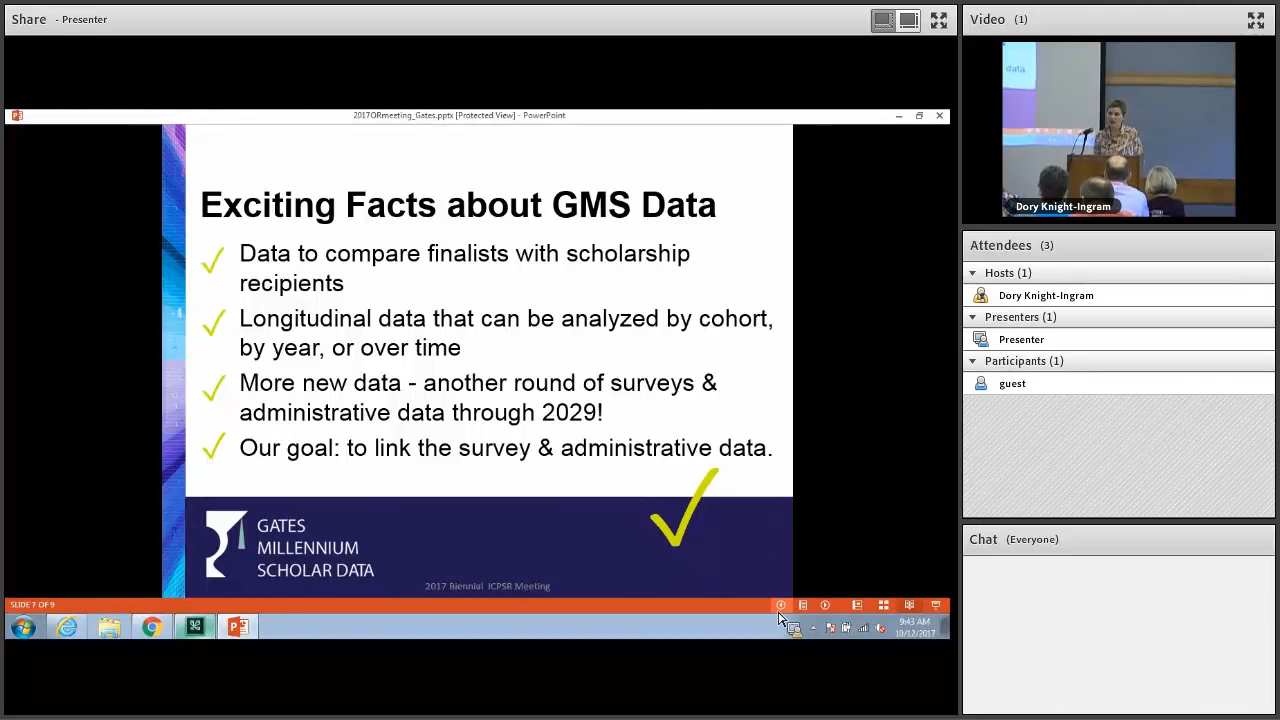 Share - Presenter
Video (1)
2017ORmeeting_Gates.pptx [Protected View] - PowerPoint
data
Dory Knight-Ingram
Exciting Facts about GMS Data
Data to compare finalists with scholarship
recipients
Longitudinal data that can be analyzed by cohort,
by year, or over time
More new data - another round of surveys &
administrative data through 2029!
Our goal: to link the survey & administrative data.
GATES
MILLENNIUM
SCHOLAR DATA
2017 Biennial ICPSR Meeting
SLIDE 7 OF 9
9:43 AM
10/12/2017
Attendees (3)
Hosts (1)
Dory Knight-Ingram
Presenters (1)
Presenter
Participants (1)
guest
Chat (Everyone)